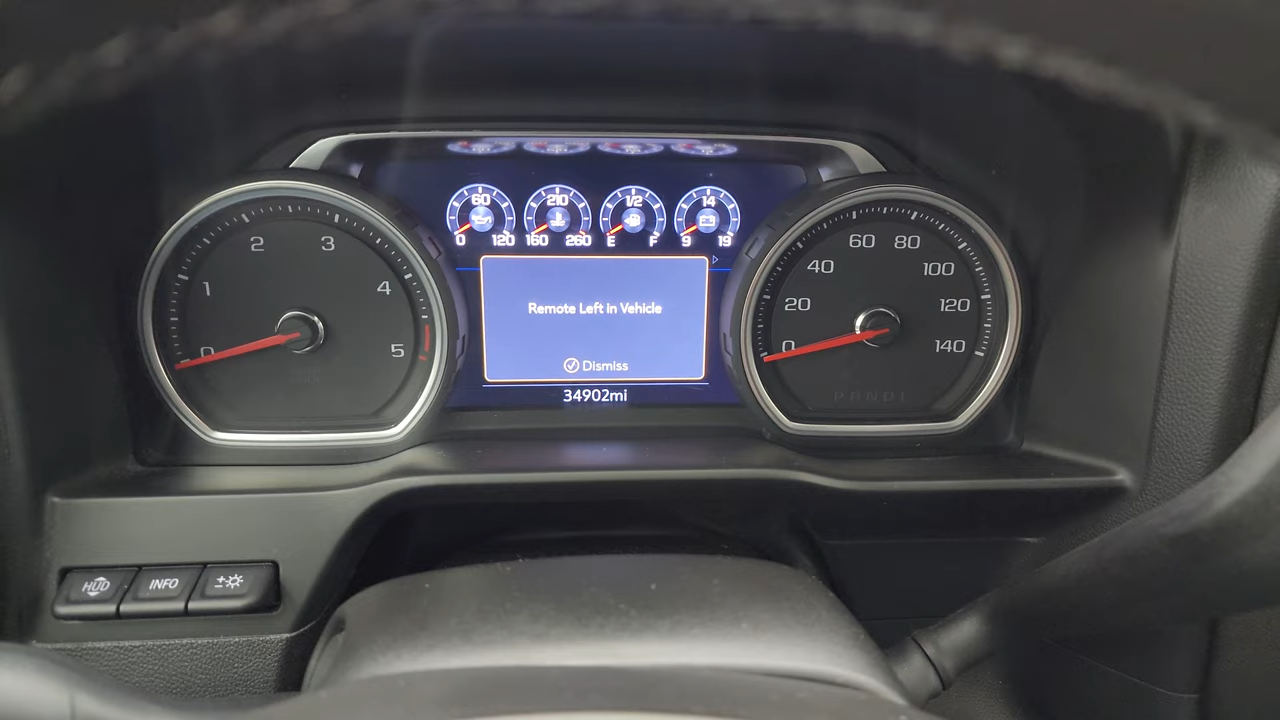 60 210 1/2 14
0 120 160 260 E F 9 19
Remote Left in Vehicle
Dismiss
34902mi
0 1 2 3 4 5
0 20 40 60 80 100 120 140
PRND
HUD INFO